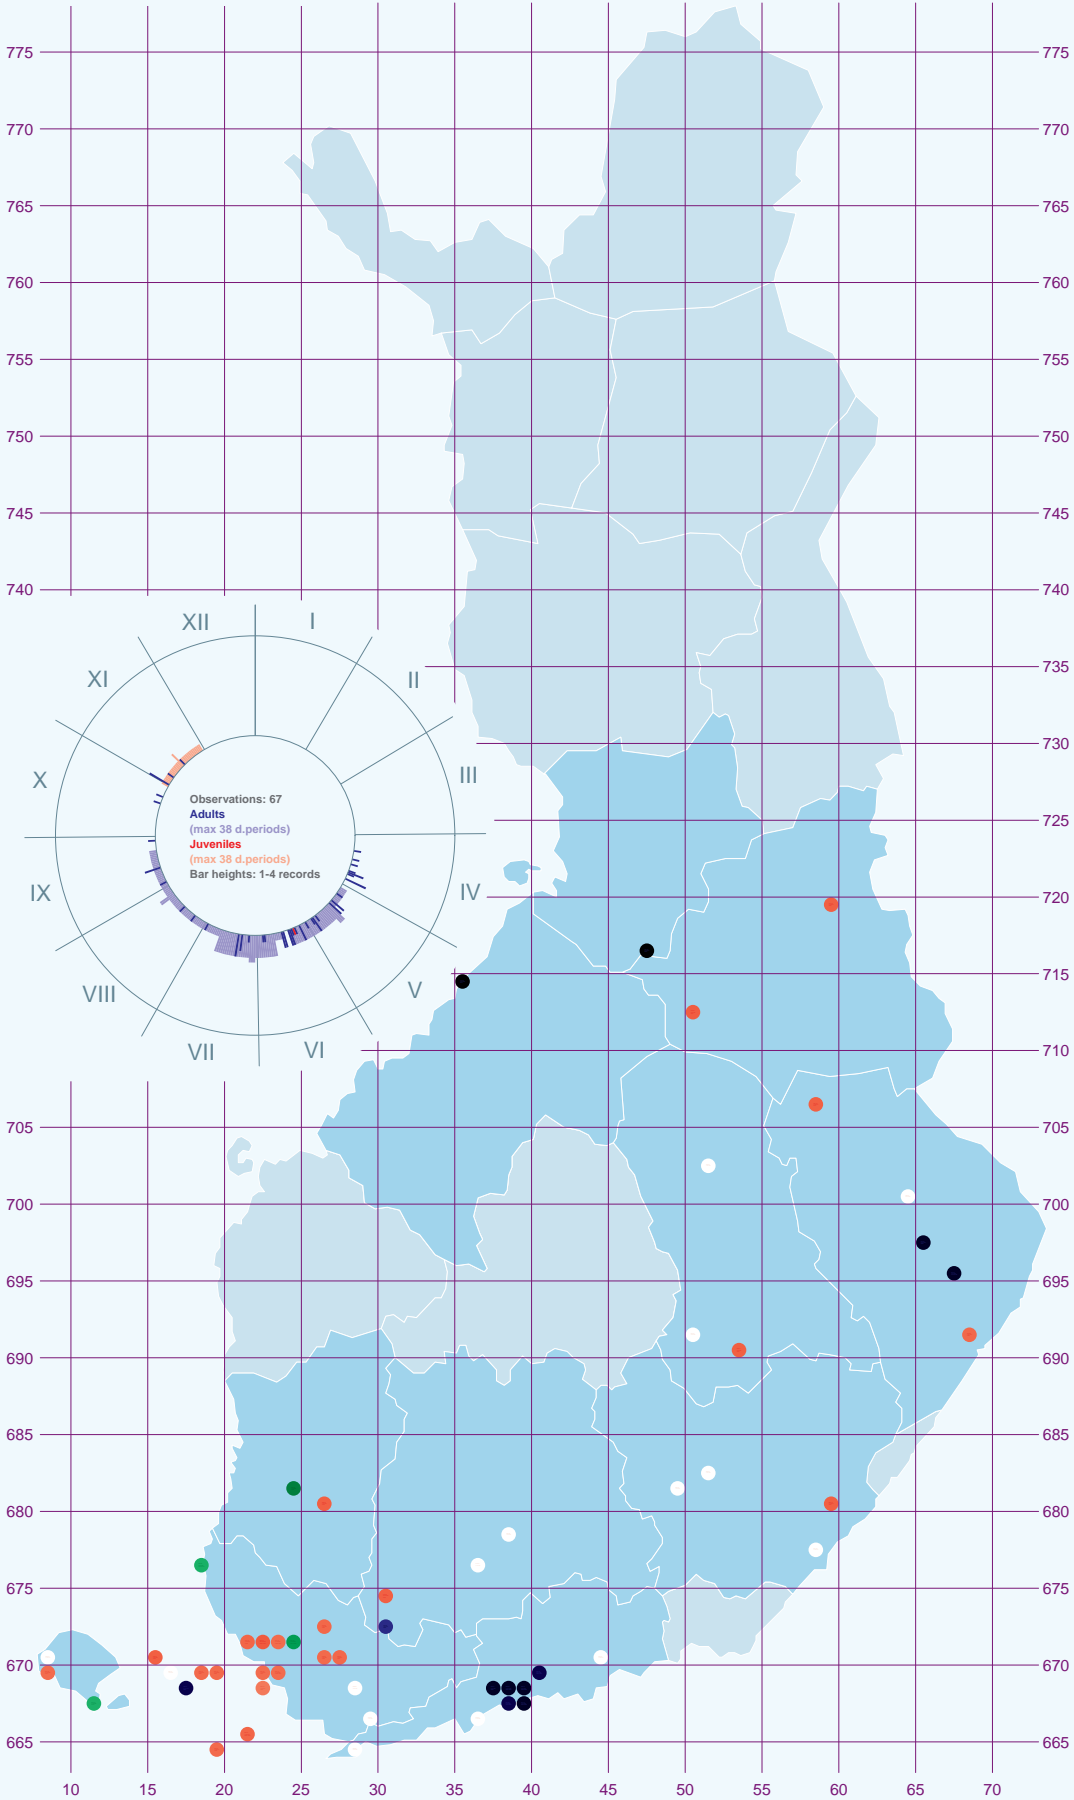 775 775
770 770
765 765
760 760
755 755
750 750
745 745
740 740
XII I
735
XI II
730
X III
Observations: 67
Adults
725
(max 38 d.periods)
Juveniles
(max 38 d.periods)
Bar heights: 1-4 records
IX IV
720
715
VIII V
VII VI
710
705 705
700 700
695 695
690 690
685 685
680 680
675 675
670 670
665 665
10 15 20 25 30 35 40 45 50 55 60 65 70